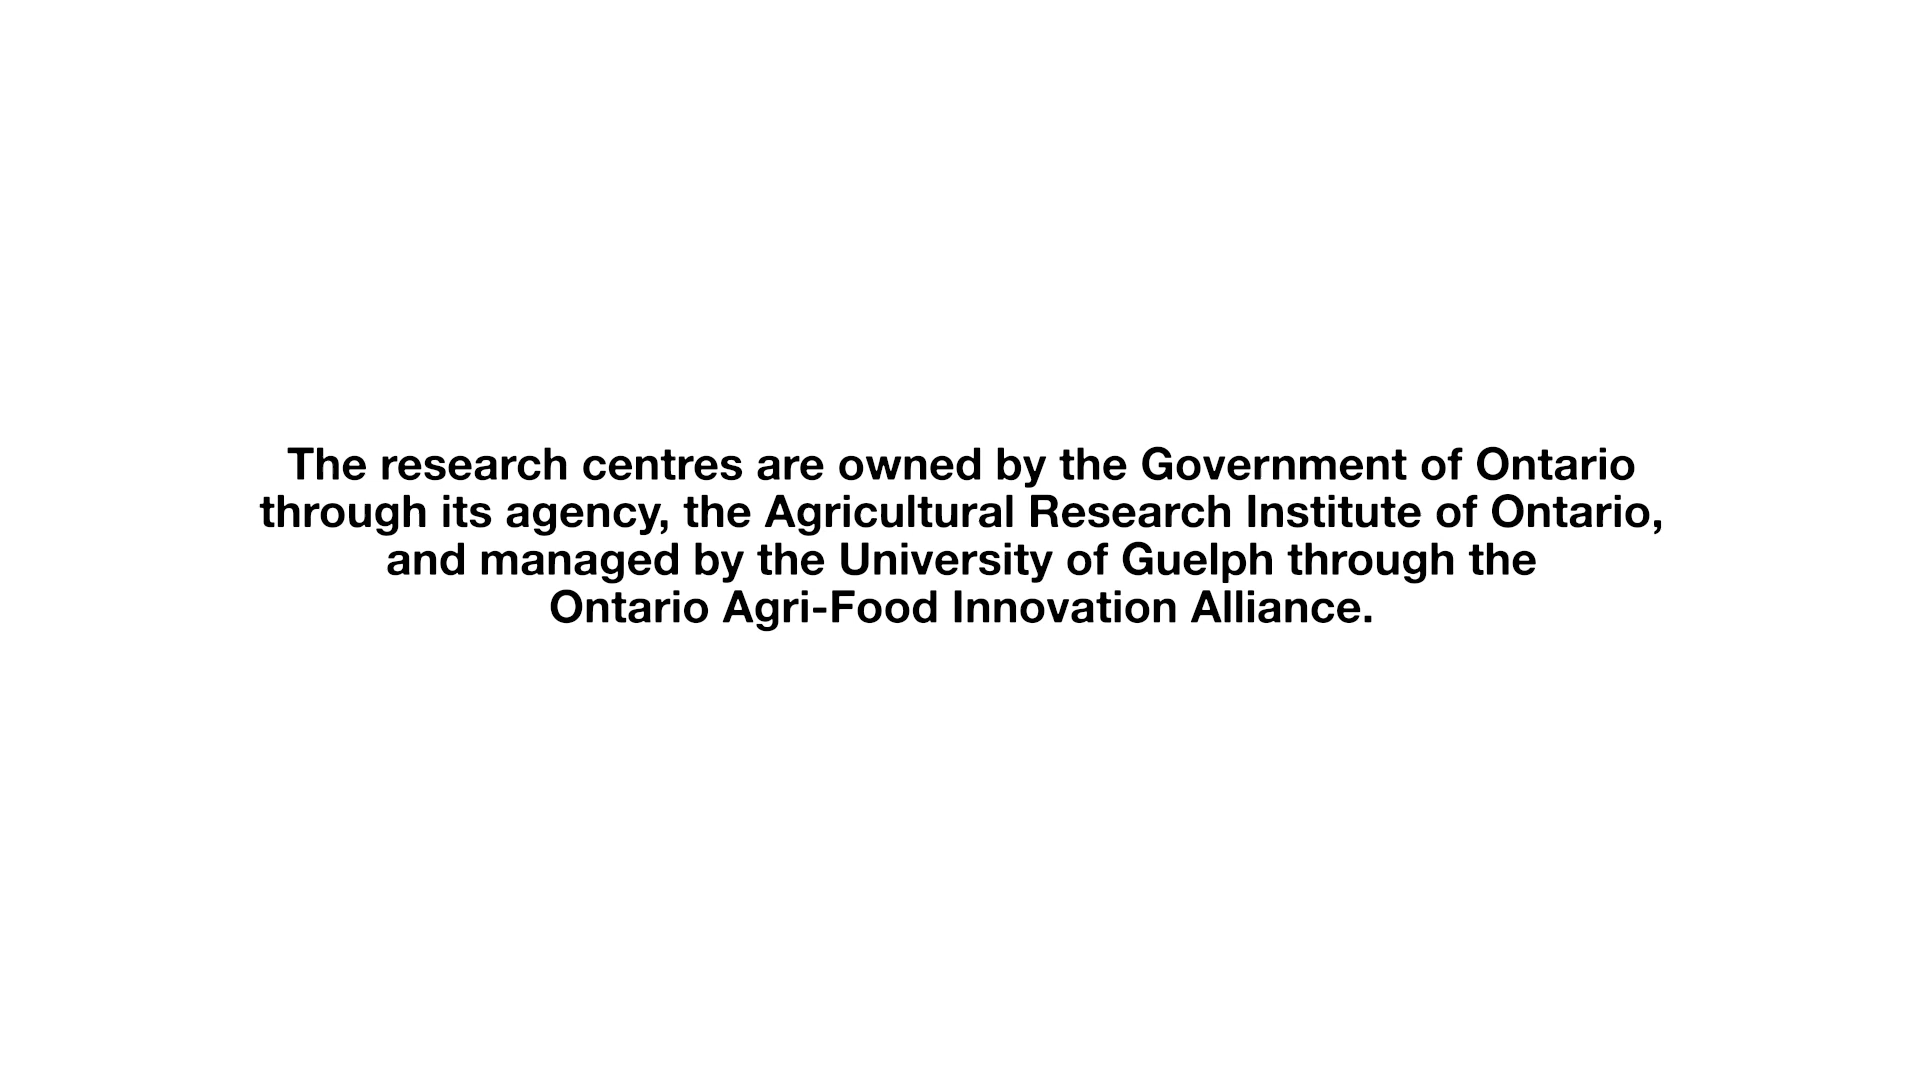 The research centres are owned by the Government of Ontario
through its agency, the Agricultural Research Institute of Ontario,
and managed by the University of Guelph through the
Ontario Agri-Food Innovation Alliance.